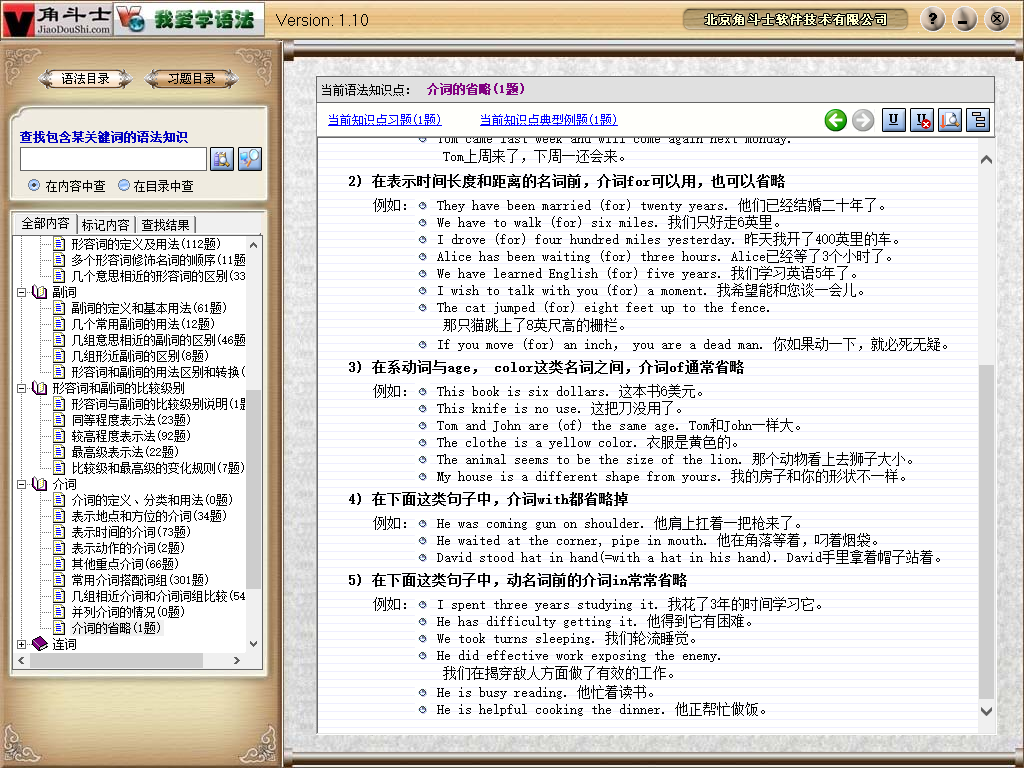 角斗士
JiaoDouShi.com
我爱学语法
Version: 1.10
北京角斗士软件技术有限公司
语法目录
习题目录
查找包含某关键词的语法知识
在内容中查
在目录中查
全部内容
标记内容
查找结果
形容词的定义及用法(112题)
多个形容词修饰名词的顺序(11题
几个意思相近的形容词的区别(33
副词
副词的定义和基本用法(61题)
几个常用副词的用法(12题)
几组意思相近的副词的区别(46题
几组形近副词的区别(8题)
形容词和副词的用法区别和转换(
形容词和副词的比较级别
形容词与副词的比较级别说明(1题
同等程度表示法(23题)
较高程度表示法(92题)
最高级表示法(22题)
比较级和最高级的变化规则(7题)
介词
介词的定义、分类和用法(0题)
表示地点和方位的介词(34题)
表示时间的介词(73题)
表示动作的介词(2题)
其他重点介词(66题)
常用介词搭配词组(301题)
几组相近介词和介词词组比较(54
并列介词的情况(0题)
介词的省略(1题)
连词
当前语法知识点： 介词的省略(1题)
当前知识点习题(1题)
当前知识点典型例题(1题)
Tom came last week and will come again next monday.
Tom上周来了，下周一还会来。
2) 在表示时间长度和距离的名词前，介词for可以用，也可以省略
例如： They have been married (for) twenty years. 他们已经结婚二十年了。
We have to walk (for) six miles. 我们只好走6英里。
I drove (for) four hundred miles yesterday. 昨天我开了400英里的车。
Alice has been waiting (for) three hours. Alice已经等了3个小时了。
We have learned English (for) five years. 我们学习英语5年了。
I wish to talk with you (for) a moment. 我希望能和您谈一会儿。
The cat jumped (for) eight feet up to the fence.
那只猫跳上了8英尺高的栅栏。
If you move (for) an inch， you are a dead man. 你如果动一下，就必死无疑。
3) 在系动词与age， color这类名词之间，介词of通常省略
例如： This book is six dollars. 这本书6美元。
This knife is no use. 这把刀没用了。
Tom and John are (of) the same age. Tom和John一样大。
The clothe is a yellow color. 衣服是黄色的。
The animal seems to be the size of the lion. 那个动物看上去狮子大小。
My house is a different shape from yours. 我的房子和你的形状不一样。
4) 在下面这类句子中，介词with都省略掉
例如： He was coming gun on shoulder. 他肩上扛着一把枪来了。
He waited at the corner, pipe in mouth. 他在角落等着，叼着烟袋。
David stood hat in hand(=with a hat in his hand). David手里拿着帽子站着。
5) 在下面这类句子中，动名词前的介词in常常省略
例如： I spent three years studying it. 我花了3年的时间学习它。
He has difficulty getting it. 他得到它有困难。
We took turns sleeping. 我们轮流睡觉。
He did effective work exposing the enemy.
我们在揭穿敌人方面做了有效的工作。
He is busy reading. 他忙着读书。
He is helpful cooking the dinner. 他正帮忙做饭。